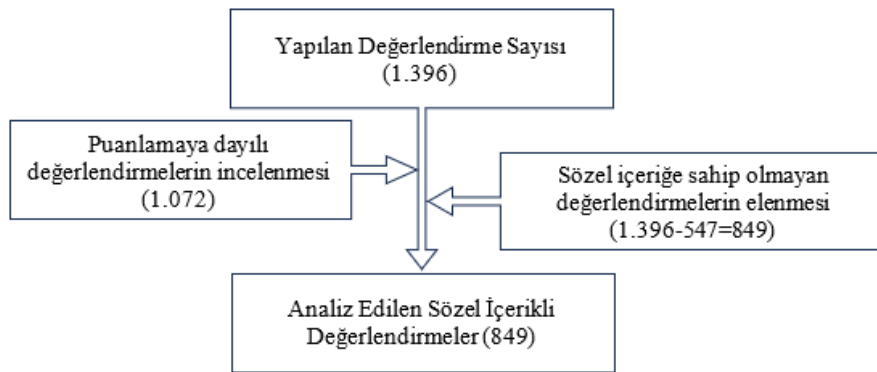 Yapılan Değerlendirme Sayısı
(1.396)
Puanlamaya dayılı
değerlendirmelerin incelenmesi
(1.072)
Sözel içeriğe sahip olmayan
değerlendirmelerin elenmesi
(1.396-547=849)
Analiz Edilen Sözel İçerikli
Değerlendirmeler (849)